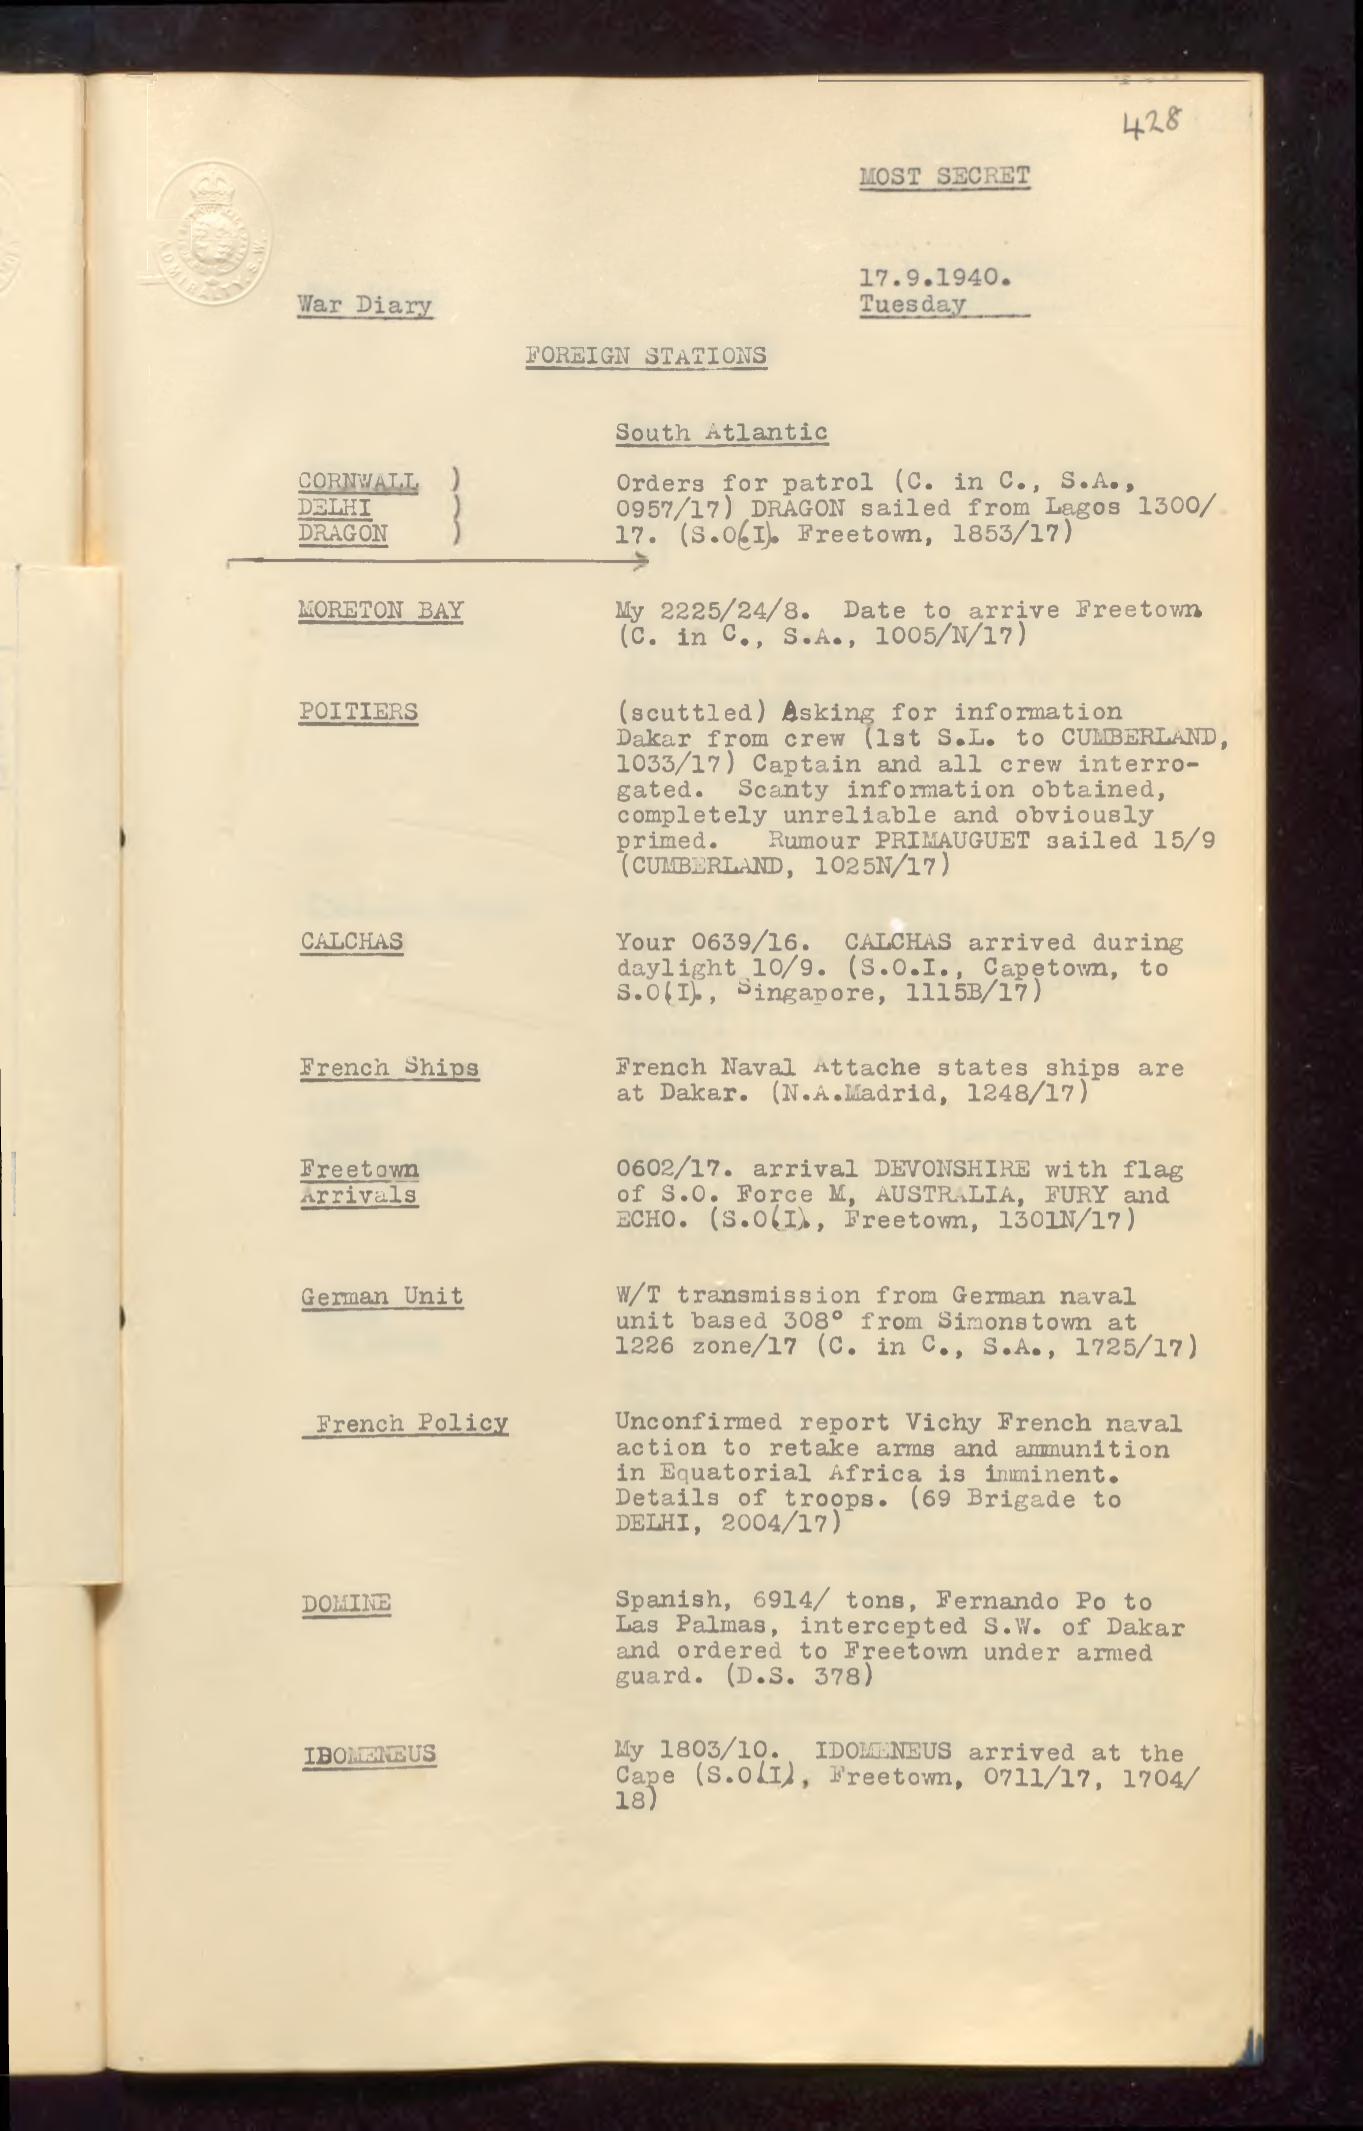 428
MOST SECRET
ADMIRALTY. S.W.
17.9.1940.
War Diary
Tuesday
FOREIGN STATIONS
South Atlantic
CORNWALL )
DELHI )
DRAGON )
Orders for patrol (C. in C., S.A.,
0957/17) DRAGON sailed from Lagos 1300/
17. (S.O(I). Freetown, 1853/17)
MORETON BAY
My 2225/24/8. Date to arrive Freetown
(C. in C., S.A., 1005/N/17)
POITIERS
(scuttled) Asking for information
Dakar from crew (1st S.L. to CUMBERLAND,
1033/17) Captain and all crew interro-
gated. Scanty information obtained,
completely unreliable and obviously
primed. Rumour PRIMAUGUET sailed 15/9
(CUMBERLAND, 1025N/17)
CALCHAS
Your 0639/16. CALCHAS arrived during
daylight 10/9. (S.O.I., Capetown, to
S.O(I)., Singapore, 1115B/17)
French Ships
French Naval Attache states ships are
at Dakar. (N.A.Madrid, 1248/17)
Freetown
Arrivals
0602/17. arrival DEVONSHIRE with flag
of S.O. Force M, AUSTRALIA, FURY and
ECHO. (S.O(I)., Freetown, 1301N/17)
German Unit
W/T transmission from German naval
unit based 308° from Simonstown at
1226 zone/17 (C. in C., S.A., 1725/17)
French Policy
Unconfirmed report Vichy French naval
action to retake arms and ammunition
in Equatorial Africa is imminent.
Details of troops. (69 Brigade to
DELHI, 2004/17)
DOMINE
Spanish, 6914/ tons, Fernando Po to
Las Palmas, intercepted S.W. of Dakar
and ordered to Freetown under armed
guard. (D.S. 378)
IBOMENEUS
My 1803/10. IDOMENEUS arrived at the
Cape (S.O(I), Freetown, 0711/17, 1704/
18)